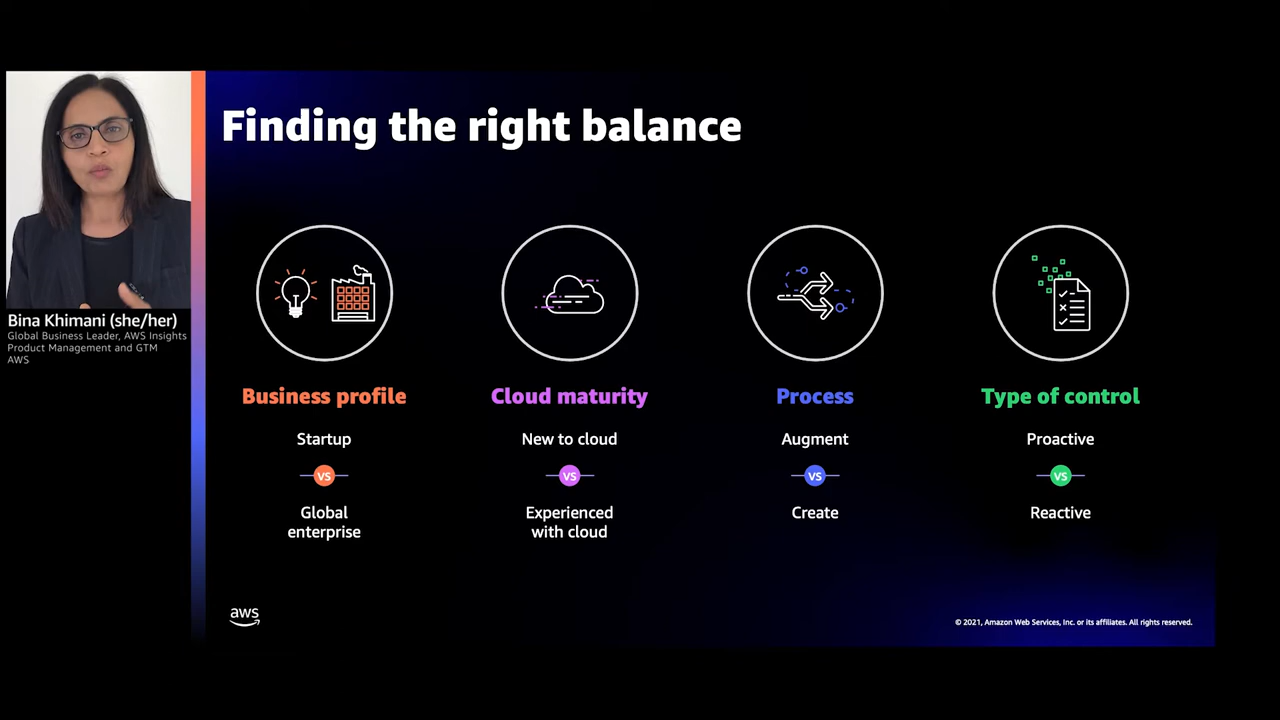 Finding the right balance
Bina Khimani (she/her)
Global Business Leader, AWS Insights
Product Management and GTM
AWS
Business profile
Startup
VS
Global
enterprise
Cloud maturity
New to cloud
VS
Experienced
with cloud
Process
Augment
VS
Create
Type of control
Proactive
VS
Reactive
aws
© 2021, Amazon Web Services, Inc. or its affiliates. All rights reserved.